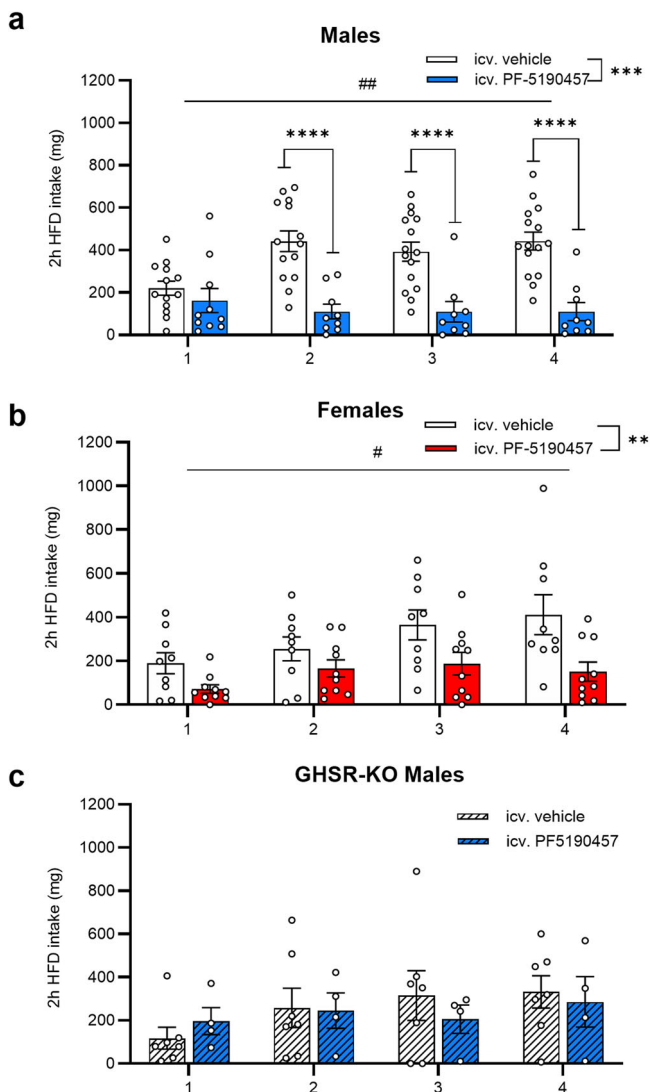 a
Males
icv. vehicle
icv. PF-5190457
***
##
****
****
****
2h HFD intake (mg)
1200
1000
800
600
400
200
0
1 2 3 4
b
Females
icv. vehicle
icv. PF-5190457
**
#
2h HFD intake (mg)
1200
1000
800
600
400
200
0
1 2 3 4
c
GHSR-KO Males
icv. vehicle
icv. PF5190457
2h HFD intake (mg)
1200
1000
800
600
400
200
0
1 2 3 4